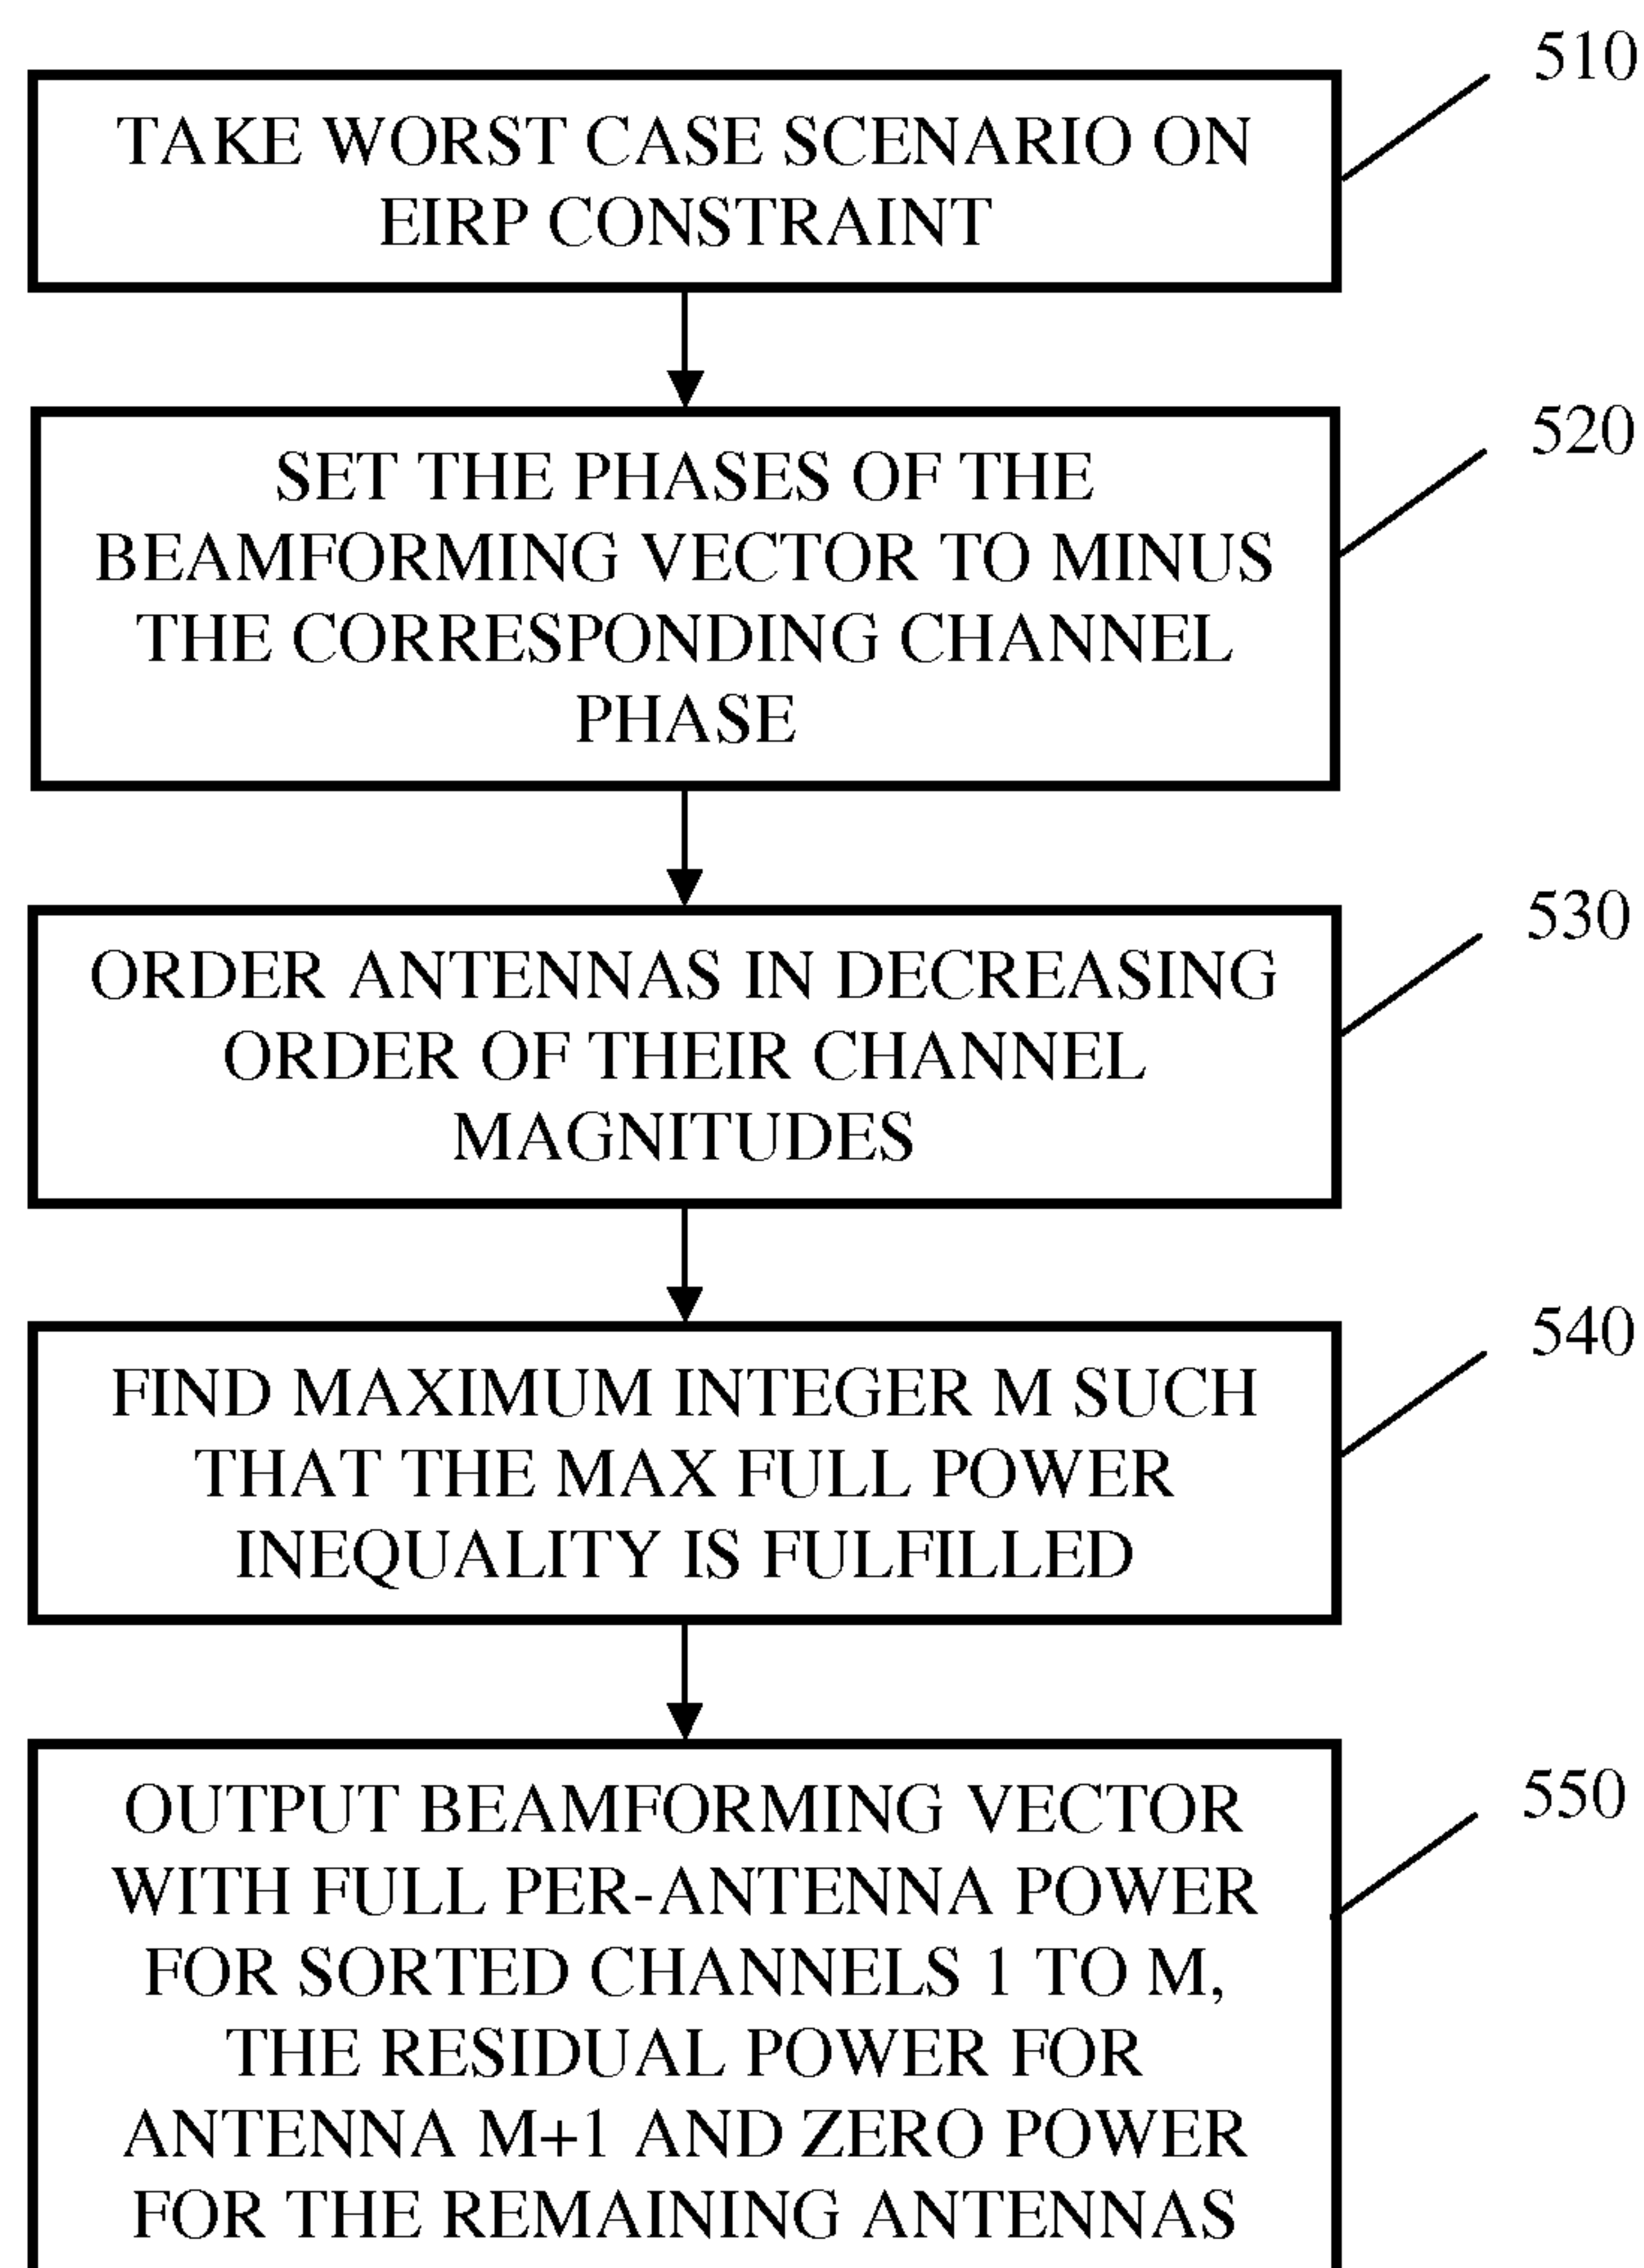 510
TAKE WORST CASE SCENARIO ON
EIRP CONSTRAINT
520
SET THE PHASES OF THE
BEAMFORMING VECTOR TO MINUS
THE CORRESPONDING CHANNEL
PHASE
530
ORDER ANTENNAS IN DECREASING
ORDER OF THEIR CHANNEL
MAGNITUDES
540
FIND MAXIMUM INTEGER M SUCH
THAT THE MAX FULL POWER
INEQUALITY IS FULFILLED
550
OUTPUT BEAMFORMING VECTOR
WITH FULL PER-ANTENNA POWER
FOR SORTED CHANNELS 1 TO M,
THE RESIDUAL POWER FOR
ANTENNA M+1 AND ZERO POWER
FOR THE REMAINING ANTENNAS